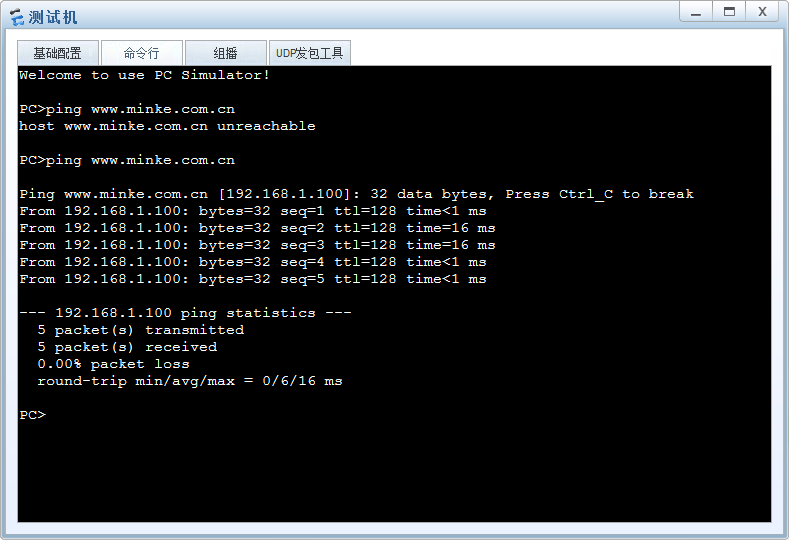 测试机
基础配置 命令行 组播 UDP发包工具
Welcome to use PC Simulator!
PC>ping www.minke.com.cn
host www.minke.com.cn unreachable
PC>ping www.minke.com.cn
Ping www.minke.com.cn [192.168.1.100]: 32 data bytes, Press Ctrl_C to break
From 192.168.1.100: bytes=32 seq=1 ttl=128 time<1 ms
From 192.168.1.100: bytes=32 seq=2 ttl=128 time=16 ms
From 192.168.1.100: bytes=32 seq=3 ttl=128 time=16 ms
From 192.168.1.100: bytes=32 seq=4 ttl=128 time<1 ms
From 192.168.1.100: bytes=32 seq=5 ttl=128 time<1 ms
--- 192.168.1.100 ping statistics ---
5 packet(s) transmitted
5 packet(s) received
0.00% packet loss
round-trip min/avg/max = 0/6/16 ms
PC>